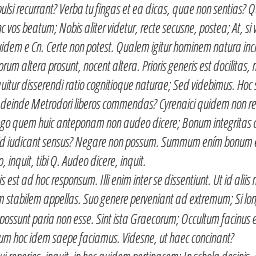 oulsi recurrant? Verba tu fingas et ea dicas, quae non sentias? Q
nc vos beatum; Nobis aliter videtur, recte secusne, postea; At, si v
uidem e Cn. Certe non potest. Qualem igitur hominem natura inc
orum altera prosunt, nocent altera. Prioris generis est docilitas, m
uitur disserendi ratio cognitioque naturae; Sed videbimus. Hoc s
deinde Metrodori liberos commendas? Cyrenaici quidem non re
go quem huic anteponam non audeo dicere; Bonum integritas c
id iudicant sensus? Negare non possum. Summum ením bonum e
o, inquit, tibi Q. Audeo dicere, inquit.
is est ad hoc responsum. Illi enim inter se dissentiunt. Ut id aliis n
m stabilem appellas. Suo genere perveniant ad extremum; Si lon
possunt paria non esse. Sint ista Graecorum; Occultum facinus e
um hoc idem saepe faciamus. Videsne, ut haec concinant?